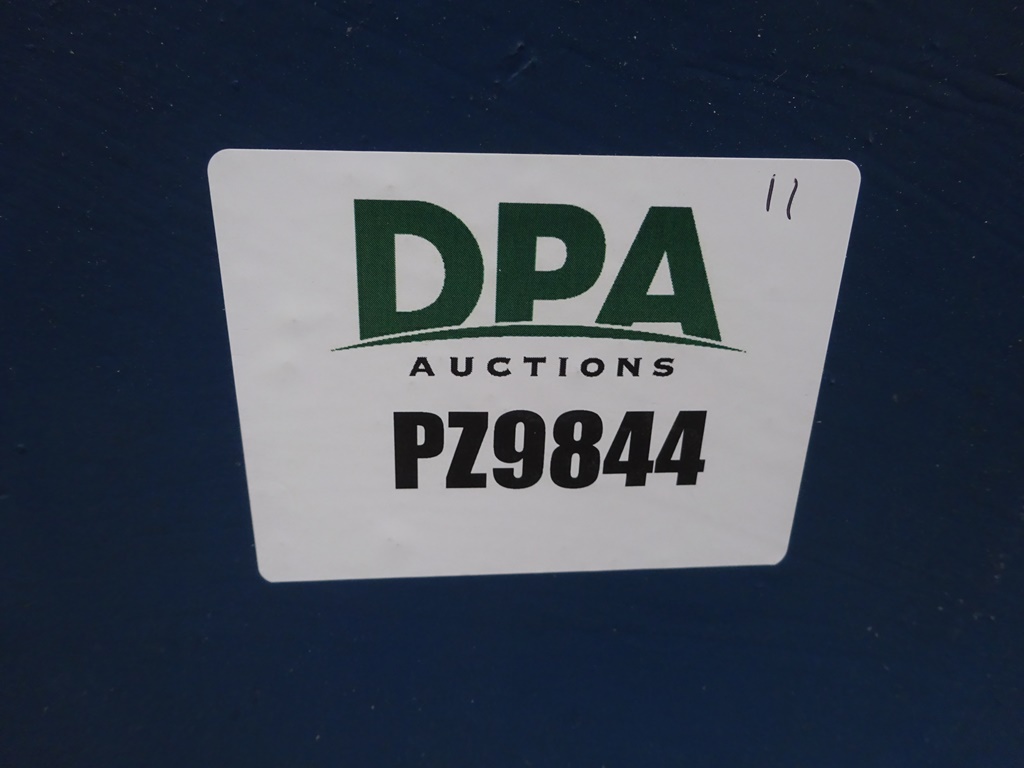 11
DPA
AUCTIONS
PZ9844